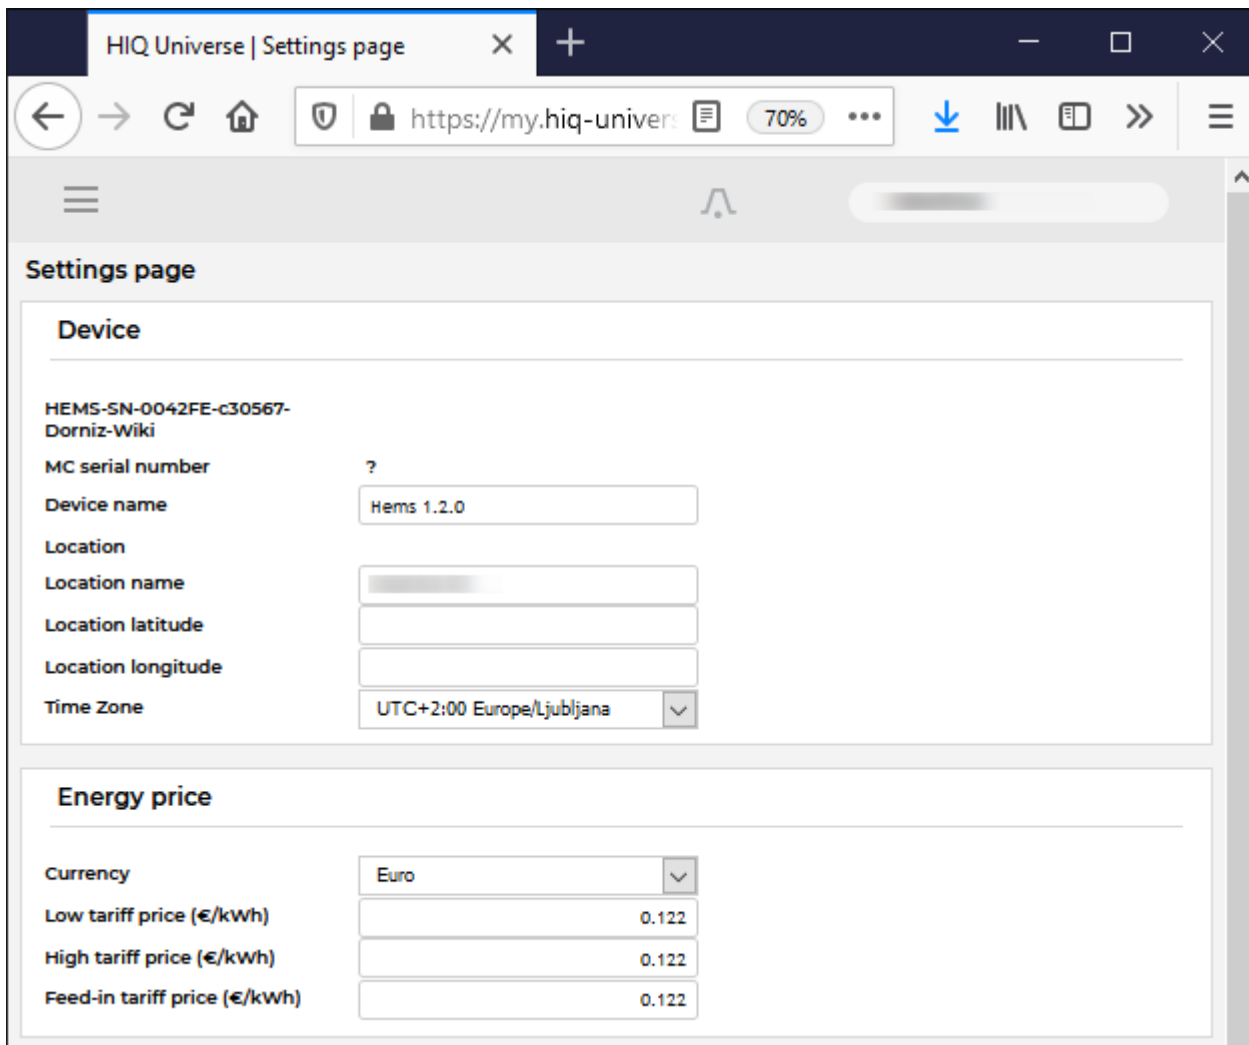 HIQ Universe | Settings page
https://my.hiq-univers
70%
Settings page
Device
HEMS-SN-0042FE-c30567-
Dorniz-Wiki
MC serial number ?
Device name Hems 1.2.0
Location
Location name
Location latitude
Location longitude
Time Zone UTC+2:00 Europe/Ljubljana
Energy price
Currency Euro
Low tariff price (€/kWh) 0.122
High tariff price (€/kWh) 0.122
Feed-in tariff price (€/kWh) 0.122